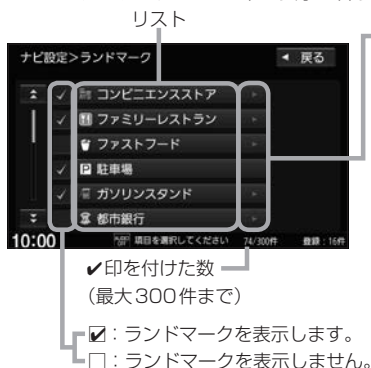 リスト
ナビ設定>ランドマーク
戻る
コンビニエンスストア
ファミリーレストラン
ファストフード
駐車場
ガソリンスタンド
都市銀行
10:00
項目を選択してください 74/300件 登録：16件
✔印を付けた数
（最大300件まで）
☑：ランドマークを表示します。
□：ランドマークを表示しません。